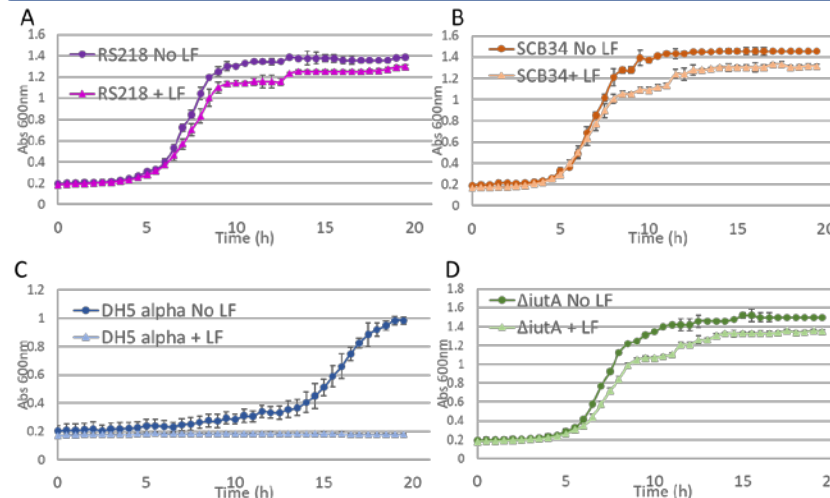 A
Abs 600nm
1.6
1.4
1.2
1
0.8
0.6
0.4
0.2
0
RS218 No LF
RS218 + LF
0 5 10 15 20
Time (h)
B
Abs 600nm
1.6
1.4
1.2
1
0.8
0.6
0.4
0.2
0
SCB34 No LF
SCB34+ LF
0 5 10 15 20
Time (h)
C
Abs 600nm
1.2
1
0.8
0.6
0.4
0.2
0
DH5 alpha No LF
DH5 alpha + LF
0 5 10 15 20
Time (h)
D
Abs 600nm
1.8
1.6
1.4
1.2
1
0.8
0.6
0.4
0.2
0
ΔiutA No LF
ΔiutA + LF
0 5 10 15 20
Time (h)